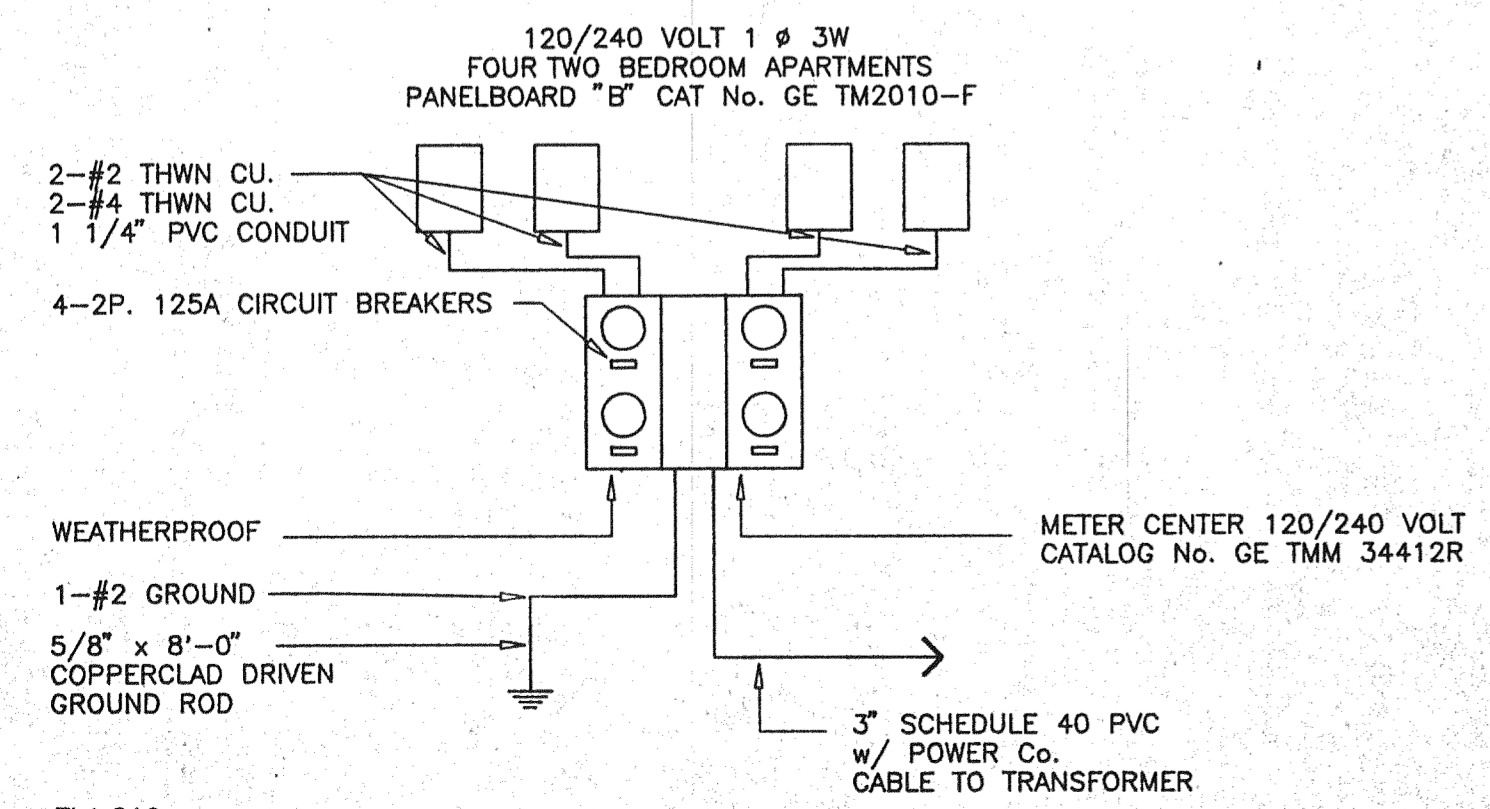 120/240 VOLT 1 ø 3W
FOUR TWO BEDROOM APARTMENTS
PANELBOARD "B" CAT No. GE TM2010-F
2-#2 THWN CU.
2-#4 THWN CU.
1 1/4" PVC CONDUIT
4-2P. 125A CIRCUIT BREAKERS
WEATHERPROOF
METER CENTER 120/240 VOLT
CATALOG No. GE TMM 34412R
1-#2 GROUND
5/8" x 8'-0"
COPPERCLAD DRIVEN
GROUND ROD
3" SCHEDULE 40 PVC
w/ POWER Co.
CABLE TO TRANSFORMER